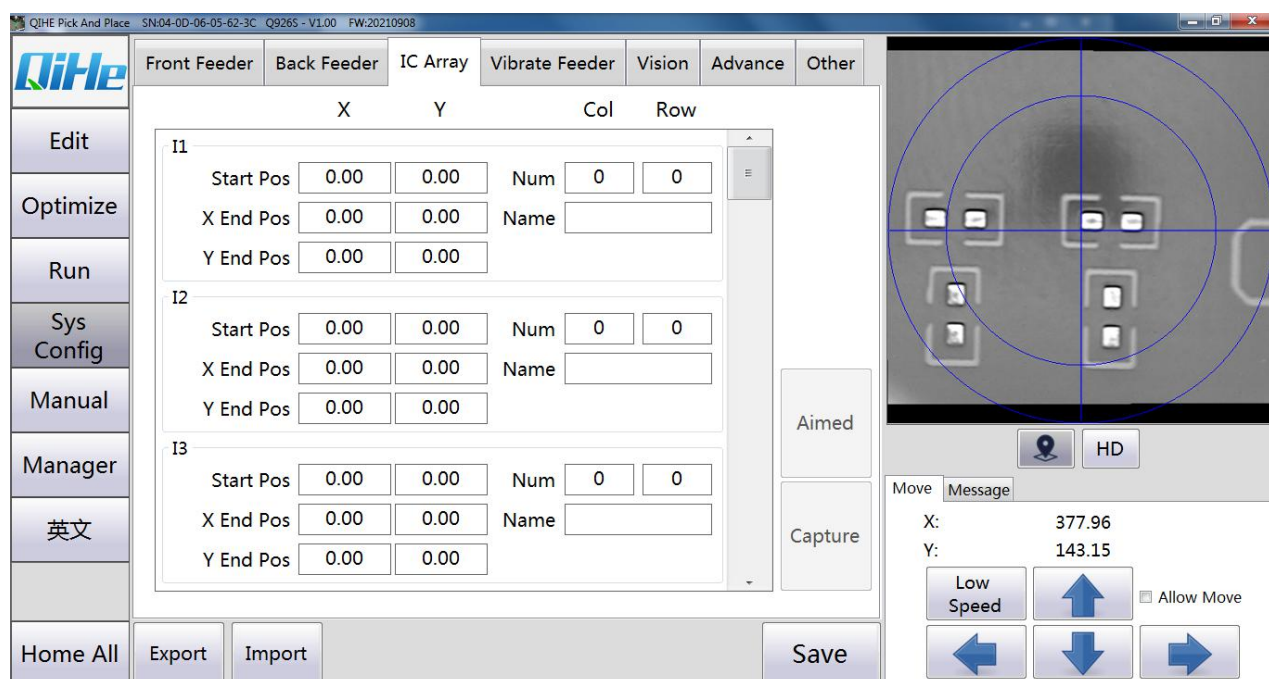 QIHE Pick And Place SN:04-0D-06-05-62-3C Q926S - V1.00 FW:20210908
QiHe
Front Feeder Back Feeder IC Array Vibrate Feeder Vision Advance Other
X Y Col Row
Edit
Optimize
Run
Sys
Config
Manual
Manager
英文
Home All
I1
Start Pos 0.00 0.00 Num 0 0
X End Pos 0.00 0.00 Name
Y End Pos 0.00 0.00
I2
Start Pos 0.00 0.00 Num 0 0
X End Pos 0.00 0.00 Name
Y End Pos 0.00 0.00
I3
Start Pos 0.00 0.00 Num 0 0
X End Pos 0.00 0.00 Name
Y End Pos 0.00 0.00
Aimed
Capture
Export Import Save
HD
Move Message
X: 377.96
Y: 143.15
Low
Speed
Allow Move